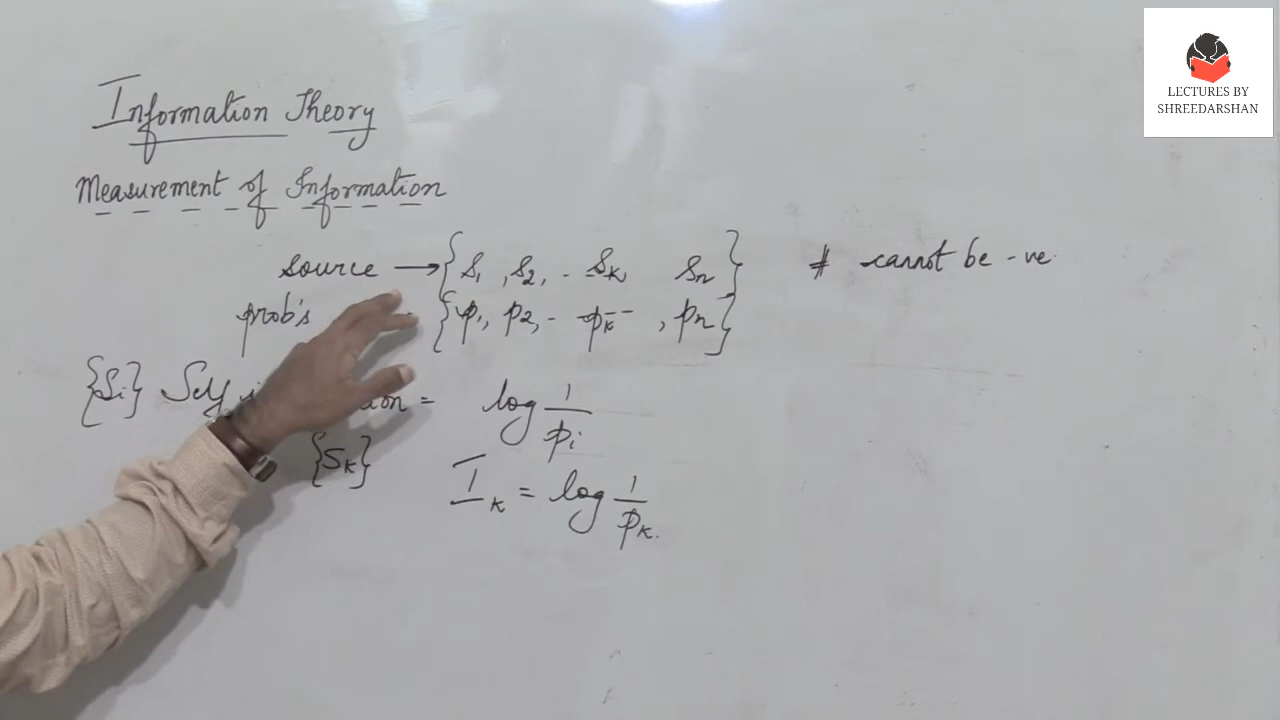 LECTURES BY
SHREEDARSHAN
Information Theory
Measurement of Information
source → {S₁, S₂, - Sₖ Sₙ} # cannot be -ve
prob's {p₁, p₂, - pₖ - - , pₙ}
{Sᵢ} Self = log 1/pᵢ
{Sₖ} Iₖ = log 1/pₖ.